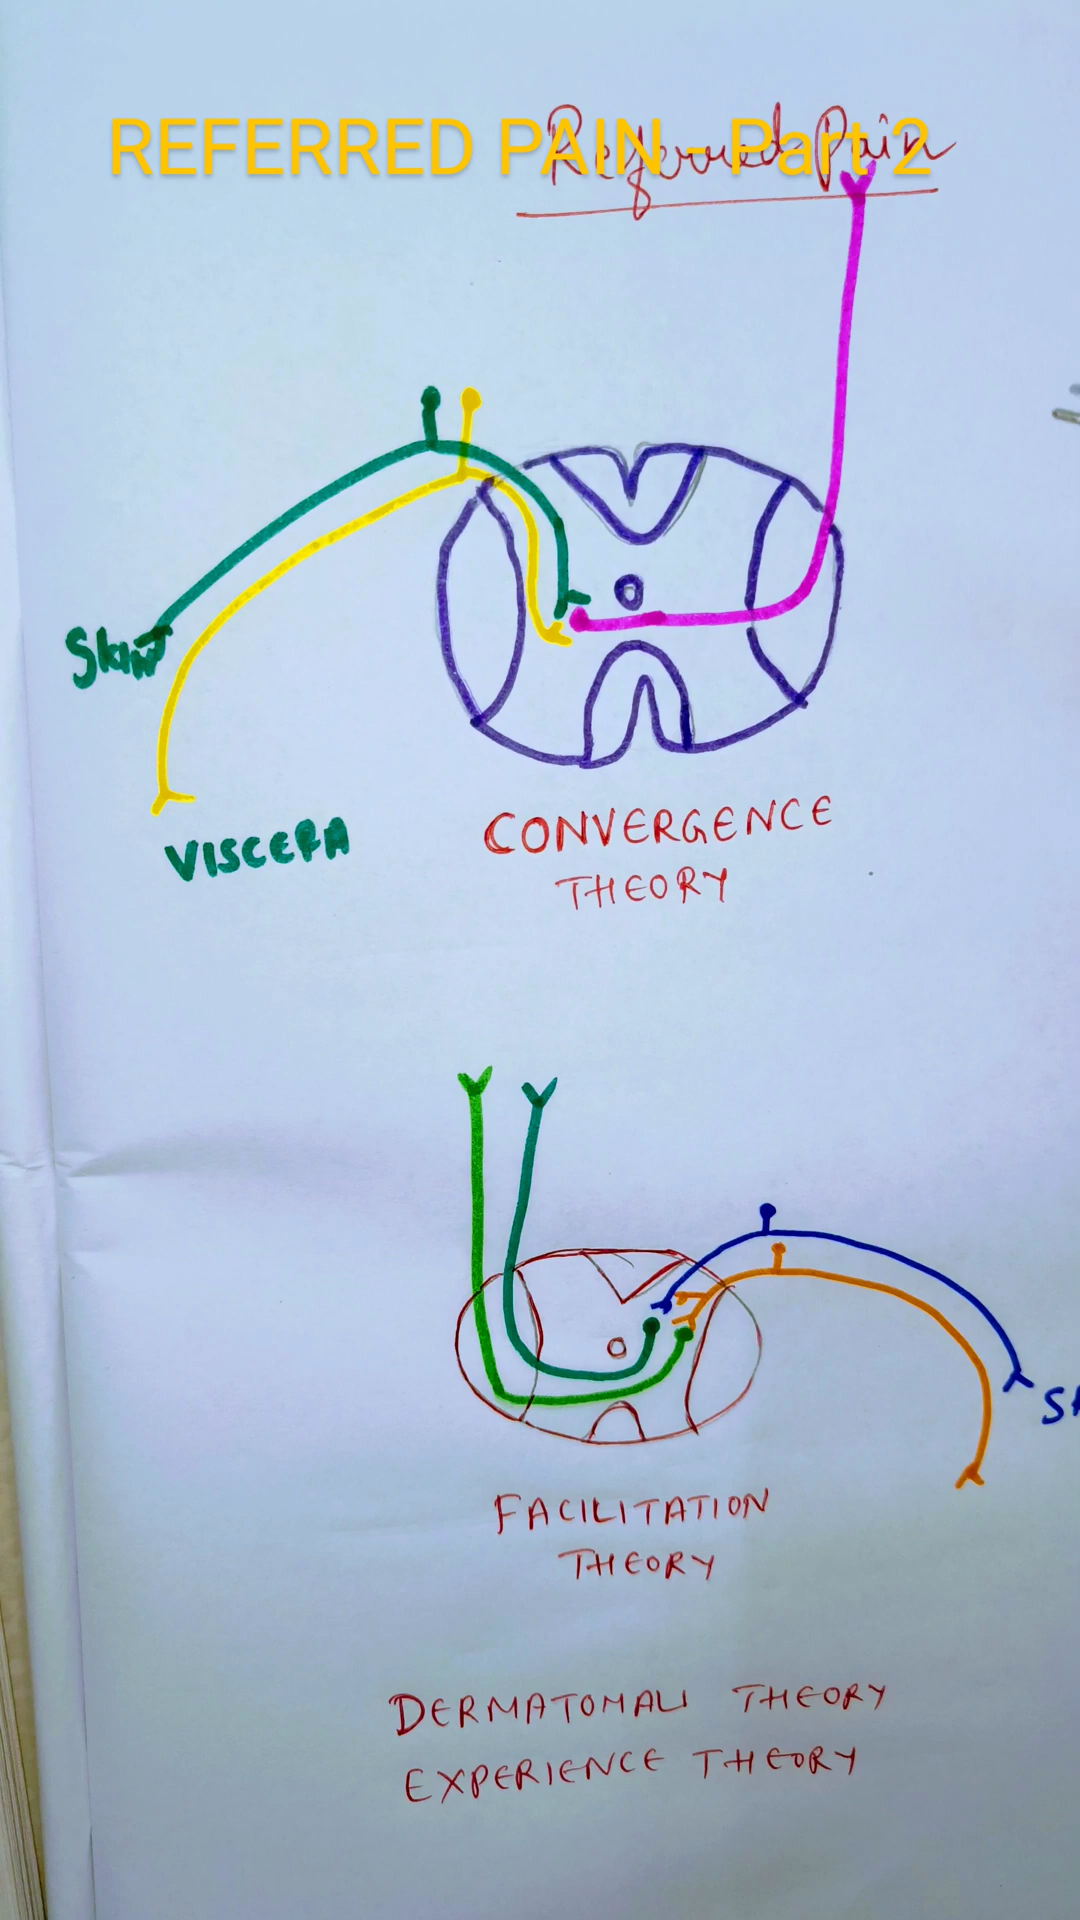 REFERRED PAIN - Part 2
Referred Pain
SKIN
VISCERA
CONVERGENCE
THEORY
FACILITATION
THEORY
DERMATOMAL THEORY
EXPERIENCE THEORY